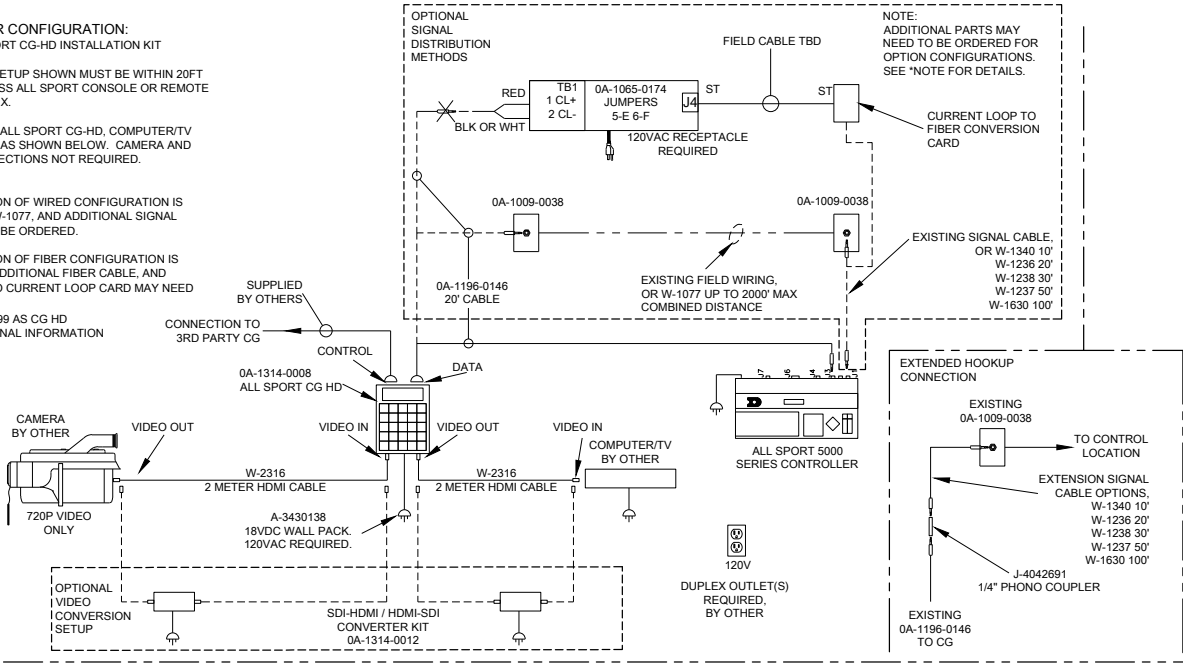 R CONFIGURATION:
RT CG-HD INSTALLATION KIT
ETUP SHOWN MUST BE WITHIN 20FT
SS ALL SPORT CONSOLE OR REMOTE
X.
ALL SPORT CG-HD, COMPUTER/TV
AS SHOWN BELOW. CAMERA AND
ECTIONS NOT REQUIRED.
ON OF WIRED CONFIGURATION IS
W-1077, AND ADDITIONAL SIGNAL
BE ORDERED.
ON OF FIBER CONFIGURATION IS
DDITIONAL FIBER CABLE, AND
O CURRENT LOOP CARD MAY NEED
99 AS CG HD
NAL INFORMATION
OPTIONAL
SIGNAL
DISTRIBUTION
METHODS
RED
BLK OR WHT
TB1
1 CL+
2 CL-
0A-1065-0174
JUMPERS
5-E 6-F
J4
120VAC RECEPTACLE
REQUIRED
ST
FIELD CABLE TBD
ST
NOTE:
ADDITIONAL PARTS MAY
NEED TO BE ORDERED FOR
OPTION CONFIGURATIONS.
SEE *NOTE FOR DETAILS.
CURRENT LOOP TO
FIBER CONVERSION
CARD
0A-1009-0038
0A-1009-0038
EXISTING SIGNAL CABLE,
OR W-1340 10'
W-1236 20'
W-1238 30'
W-1237 50'
W-1630 100'
EXISTING FIELD WIRING,
OR W-1077 UP TO 2000' MAX
COMBINED DISTANCE
0A-1196-0146
20' CABLE
SUPPLIED
BY OTHERS
CONNECTION TO
3RD PARTY CG
CONTROL
DATA
0A-1314-0008
ALL SPORT CG HD
J7
J6
J4
J3
J1
ALL SPORT 5000
SERIES CONTROLLER
CAMERA
BY OTHER
VIDEO OUT
VIDEO IN
VIDEO OUT
VIDEO IN
COMPUTER/TV
BY OTHER
W-2316
2 METER HDMI CABLE
W-2316
2 METER HDMI CABLE
720P VIDEO
ONLY
A-3430138
18VDC WALL PACK.
120VAC REQUIRED.
120V
DUPLEX OUTLET(S)
REQUIRED,
BY OTHER
OPTIONAL
VIDEO
CONVERSION
SETUP
SDI-HDMI / HDMI-SDI
CONVERTER KIT
0A-1314-0012
EXTENDED HOOKUP
CONNECTION
EXISTING
0A-1009-0038
TO CONTROL
LOCATION
EXTENSION SIGNAL
CABLE OPTIONS,
W-1340 10'
W-1236 20'
W-1238 30'
W-1237 50'
W-1630 100'
J-4042691
1/4" PHONO COUPLER
EXISTING
0A-1196-0146
TO CG